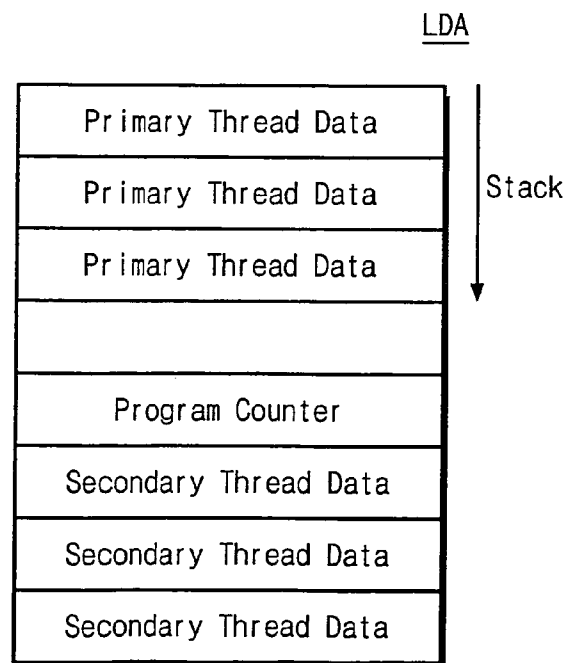 LDA
Primary Thread Data
Primary Thread Data
Stack
Primary Thread Data
Program Counter
Secondary Thread Data
Secondary Thread Data
Secondary Thread Data